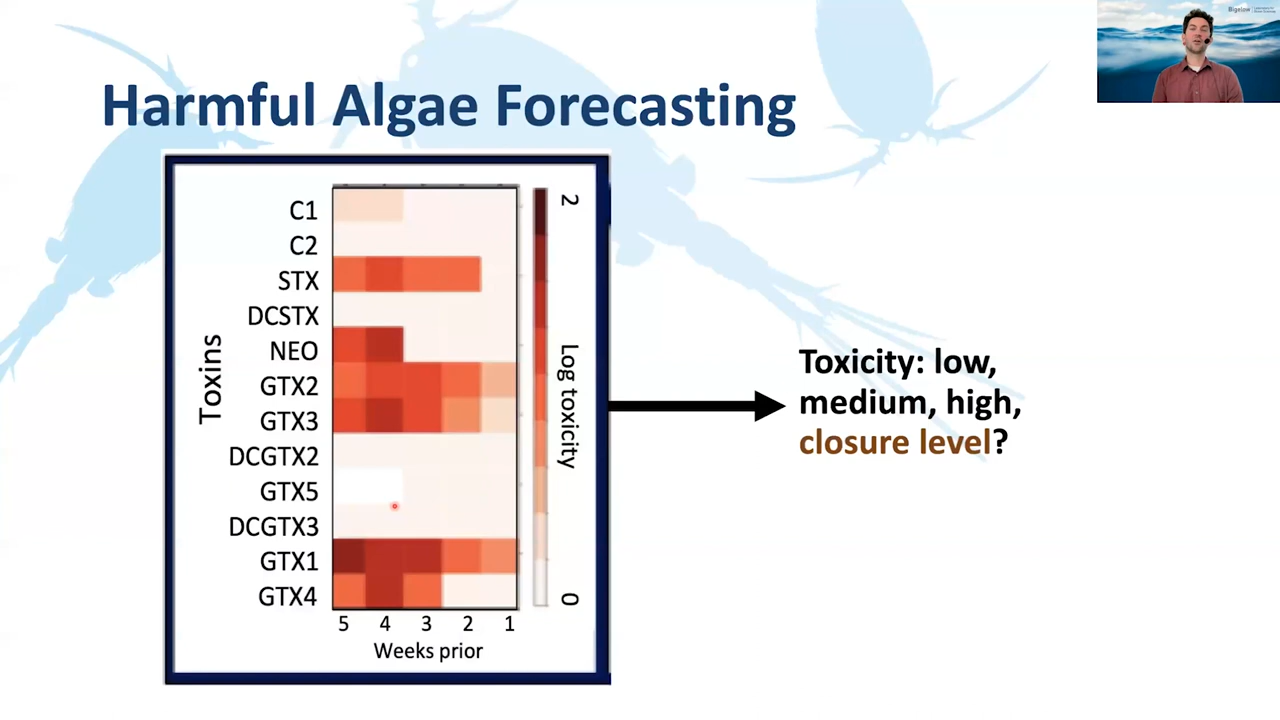 Bigelow
Harmful Algae Forecasting
Toxins
C1
C2
STX
DCSTX
NEO
GTX2
GTX3
DCGTX2
GTX5
DCGTX3
GTX1
GTX4
5 4 3 2 1
Weeks prior
2
Log toxicity
0
Toxicity: low,
medium, high,
closure level?